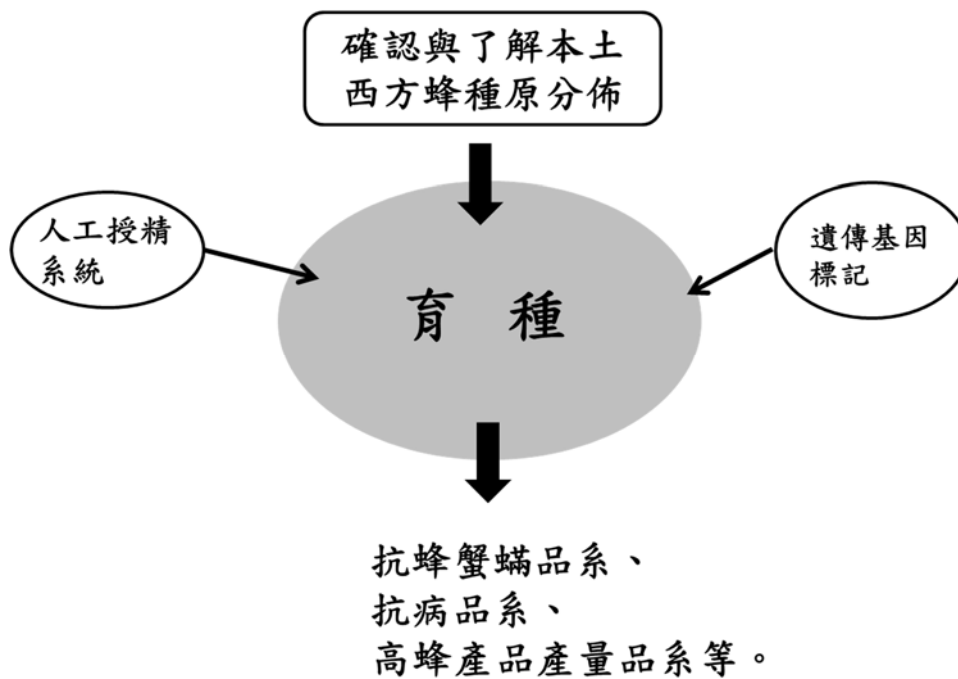 確認與了解本土
西方蜂種原分佈
人工授精
系統
遺傳基因
標記
育 種
抗蜂蟹蟎品系、
抗病品系、
高蜂產品產量品系等。